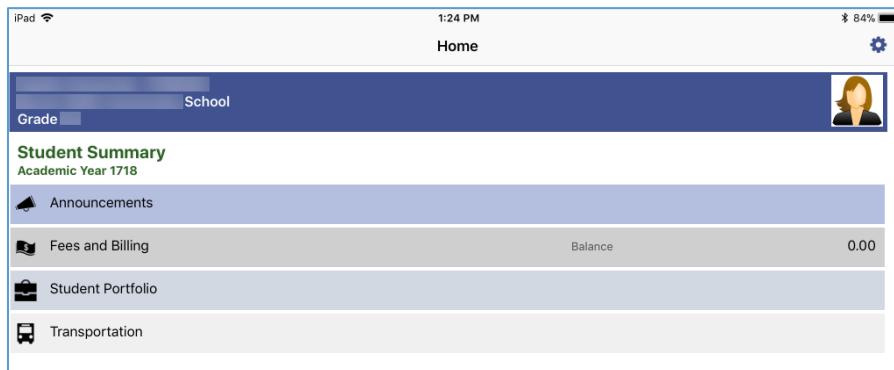 iPad 1:24 PM 84%
Home
School
Grade
Student Summary
Academic Year 1718
Announcements
Fees and Billing Balance 0.00
Student Portfolio
Transportation